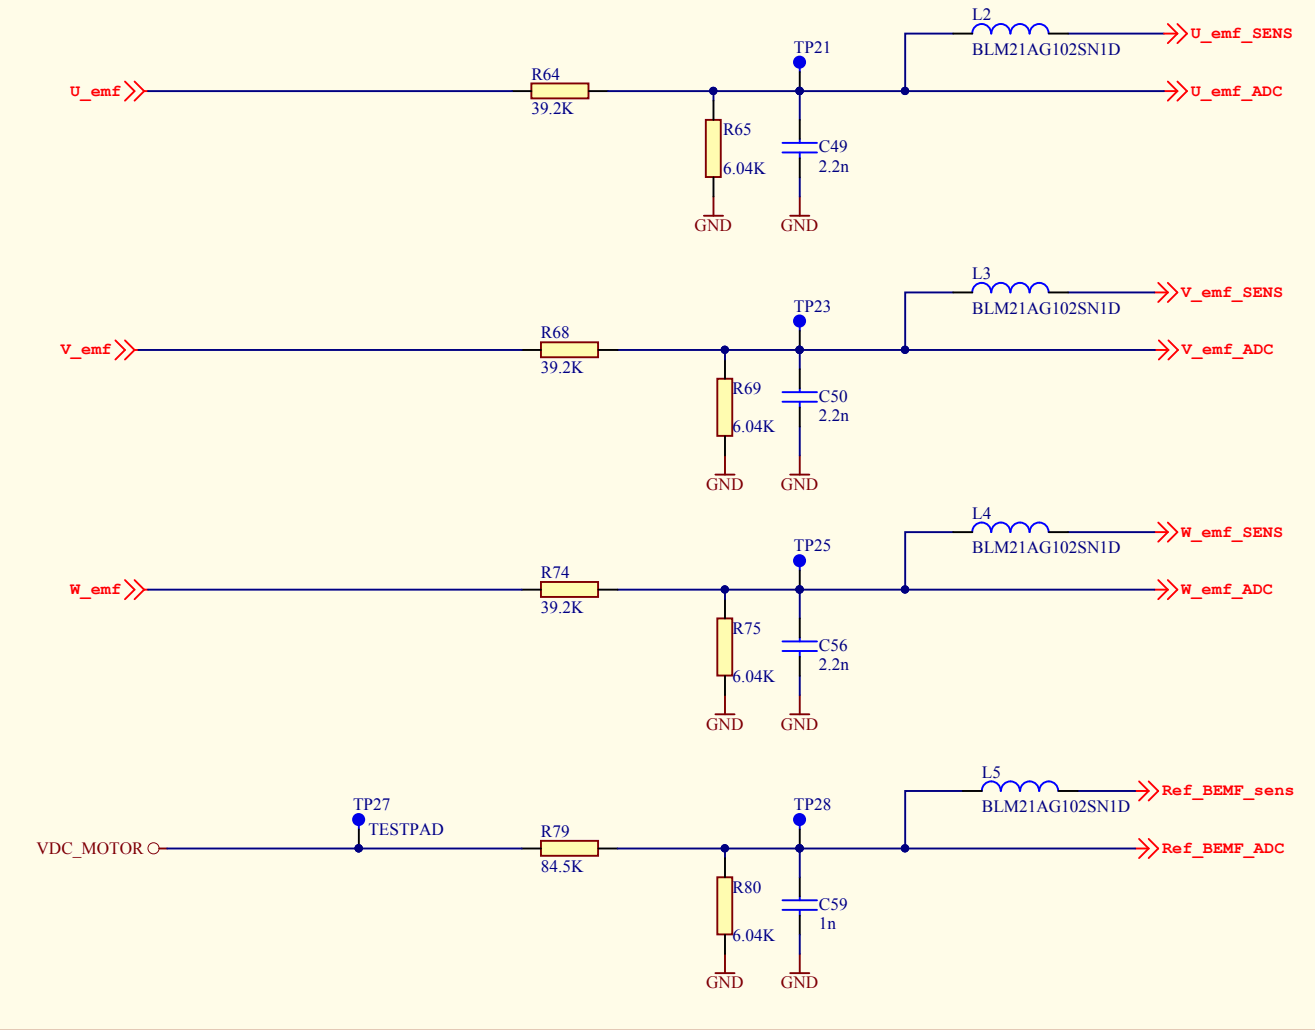 L2
BLM21AG102SN1D
U_emf_SENS
TP21
U_emf
R64
39.2K
U_emf_ADC
R65
6.04K
C49
2.2n
GND
GND
L3
BLM21AG102SN1D
V_emf_SENS
TP23
V_emf
R68
39.2K
V_emf_ADC
R69
6.04K
C50
2.2n
GND
GND
L4
BLM21AG102SN1D
W_emf_SENS
TP25
W_emf
R74
39.2K
W_emf_ADC
R75
6.04K
C56
2.2n
GND
GND
L5
BLM21AG102SN1D
Ref_BEMF_sens
TP27
TESTPAD
TP28
VDC_MOTOR
R79
84.5K
Ref_BEMF_ADC
R80
6.04K
C59
1n
GND
GND